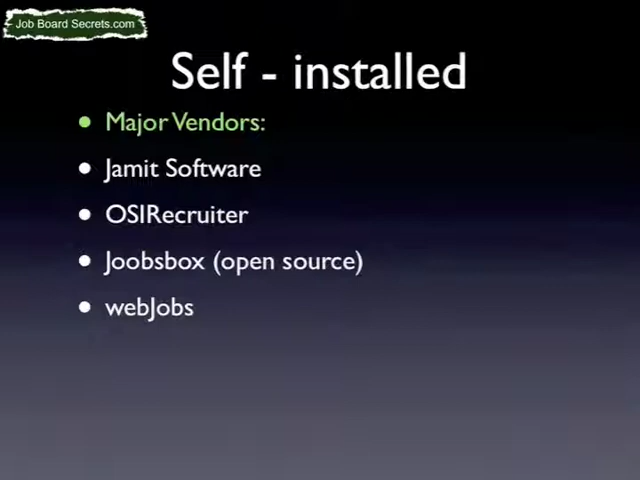 Job Board Secrets.com
Self - installed
• Major Vendors:
• Jamit Software
• OSIRecruiter
• Joobsbox (open source)
• webJobs